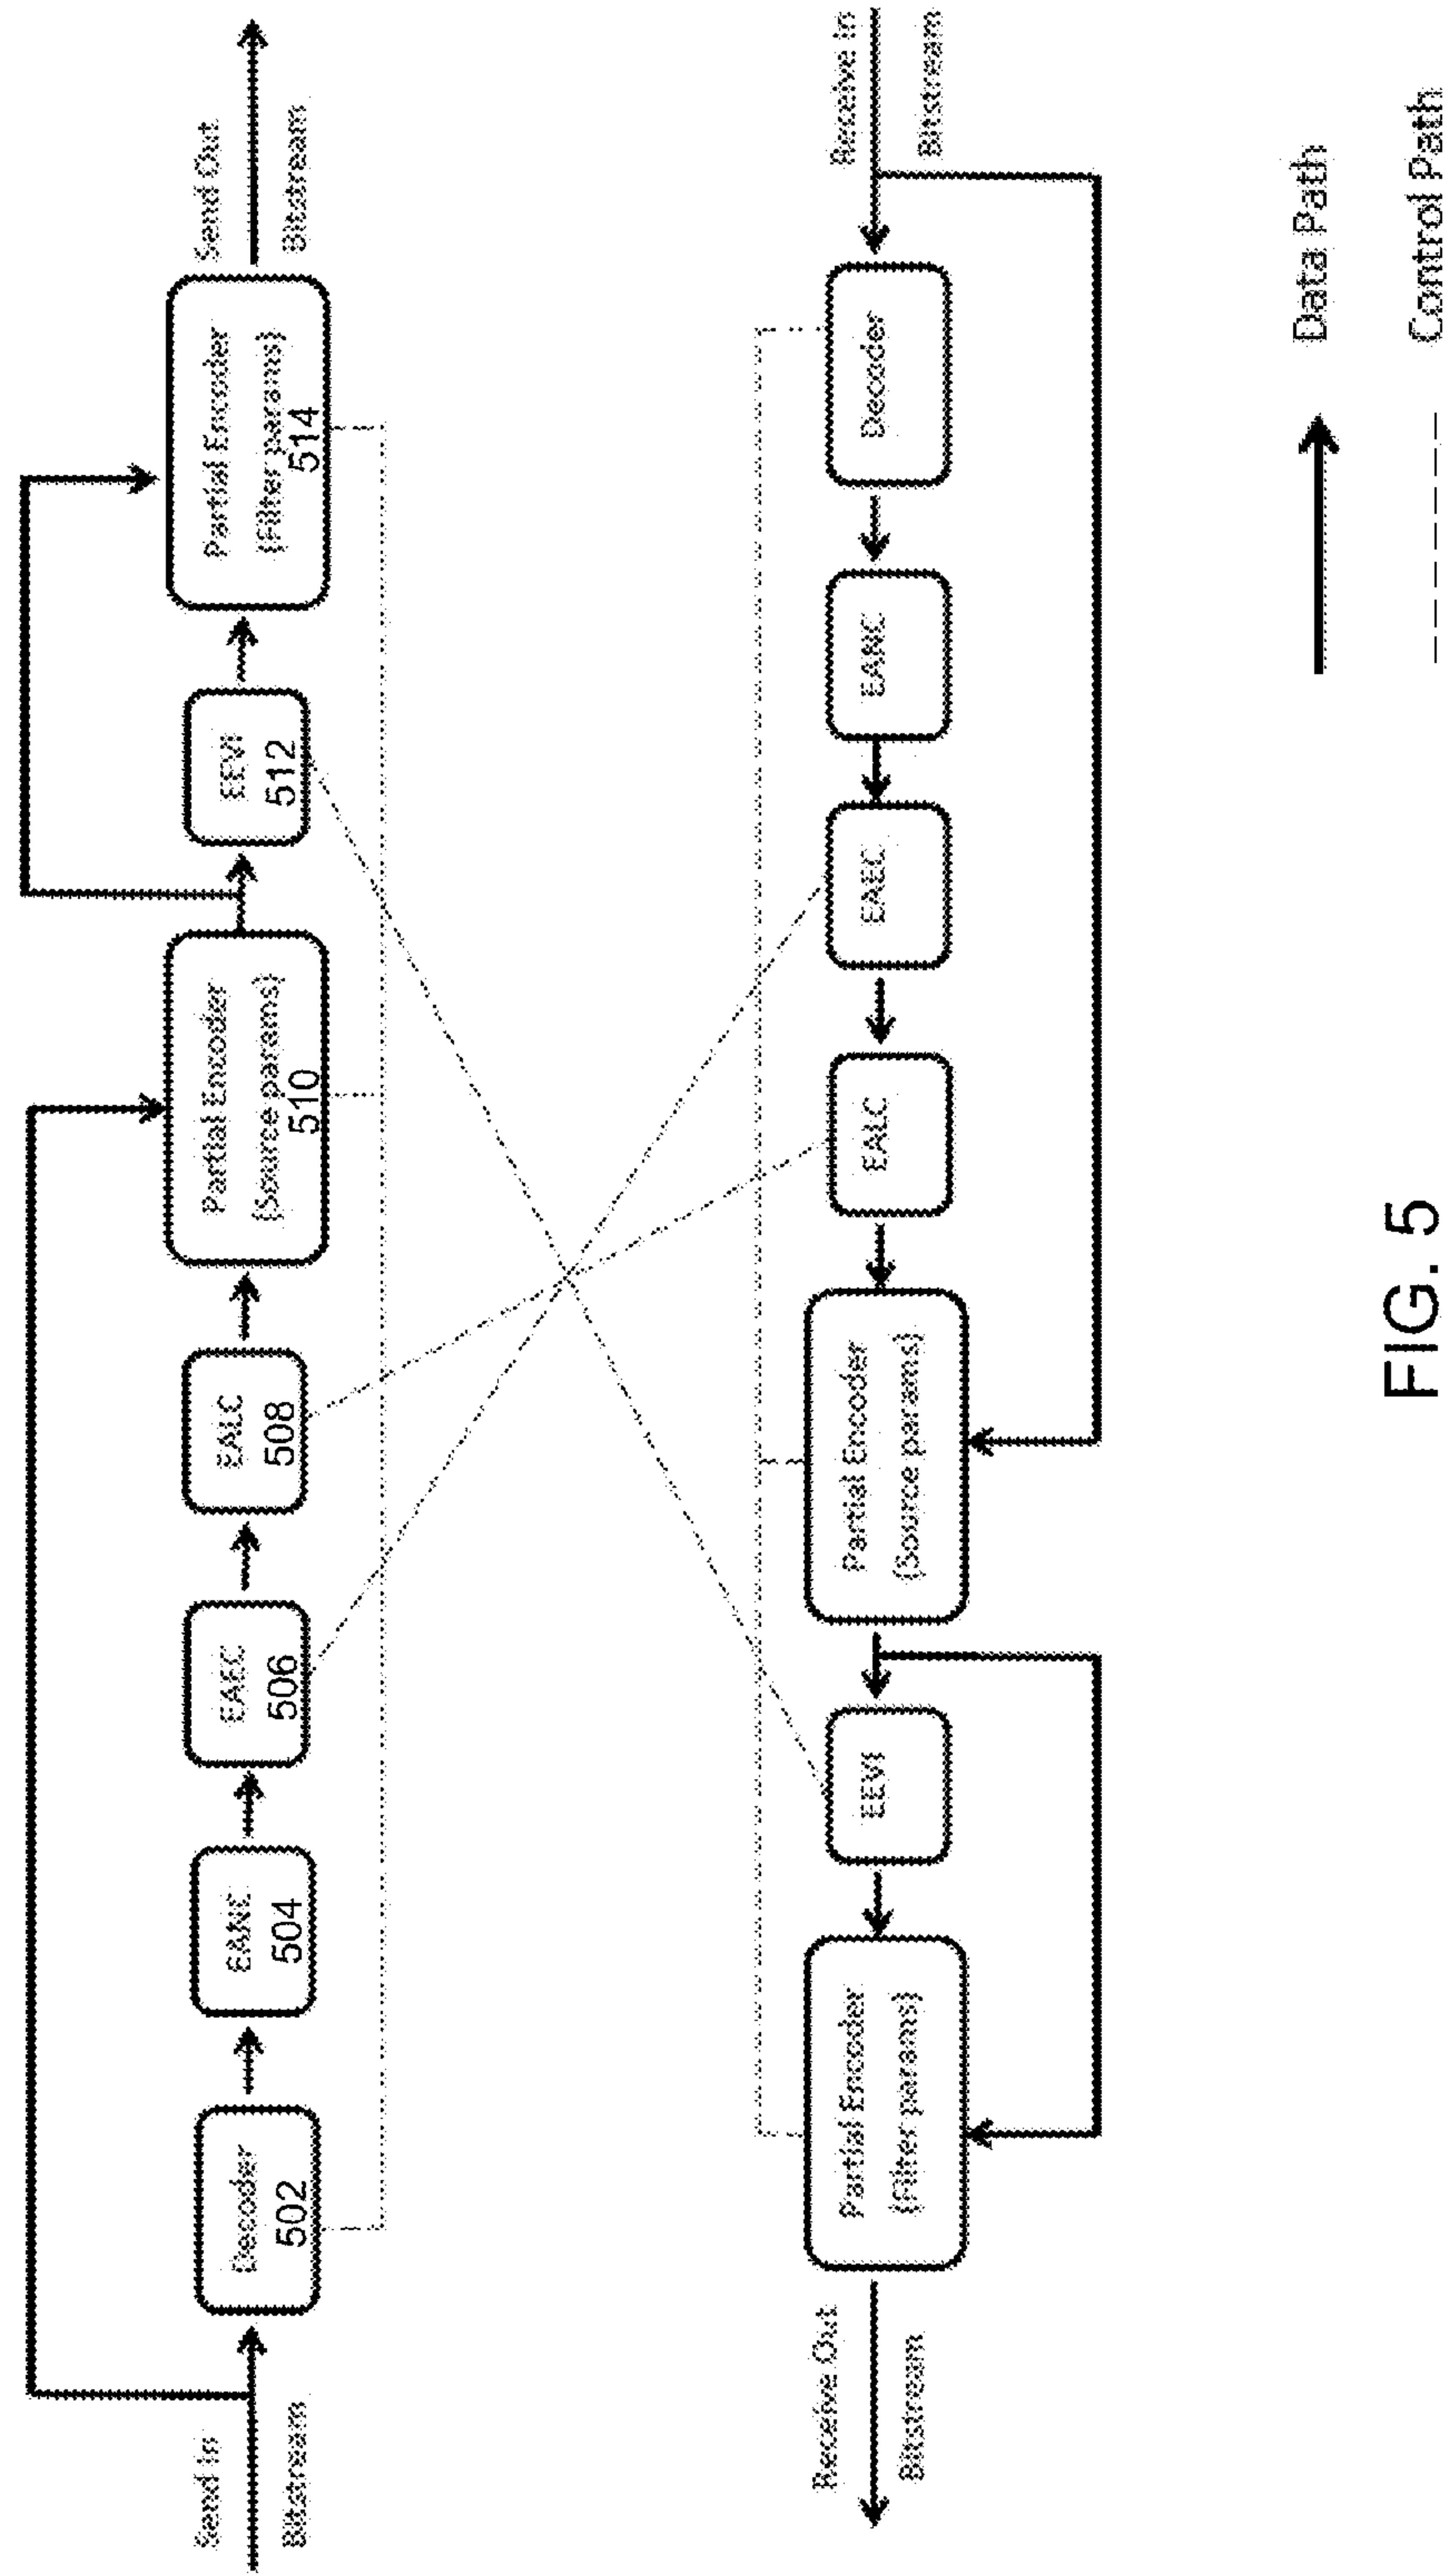 Send In
Bitstream
Decoder
502
EANC
504
EAEC
506
EALC
508
Partial Encoder
(Source params)
510
EEVI
512
Partial Encoder
(Filter params)
514
Send Out
Bitstream
Receive Out
Bitstream
Partial Encoder
(Filter params)
EEVI
Partial Encoder
(Source params)
EALC
EAEC
EANC
Decoder
Receive In
Bitstream
Data Path
Control Path
FIG. 5